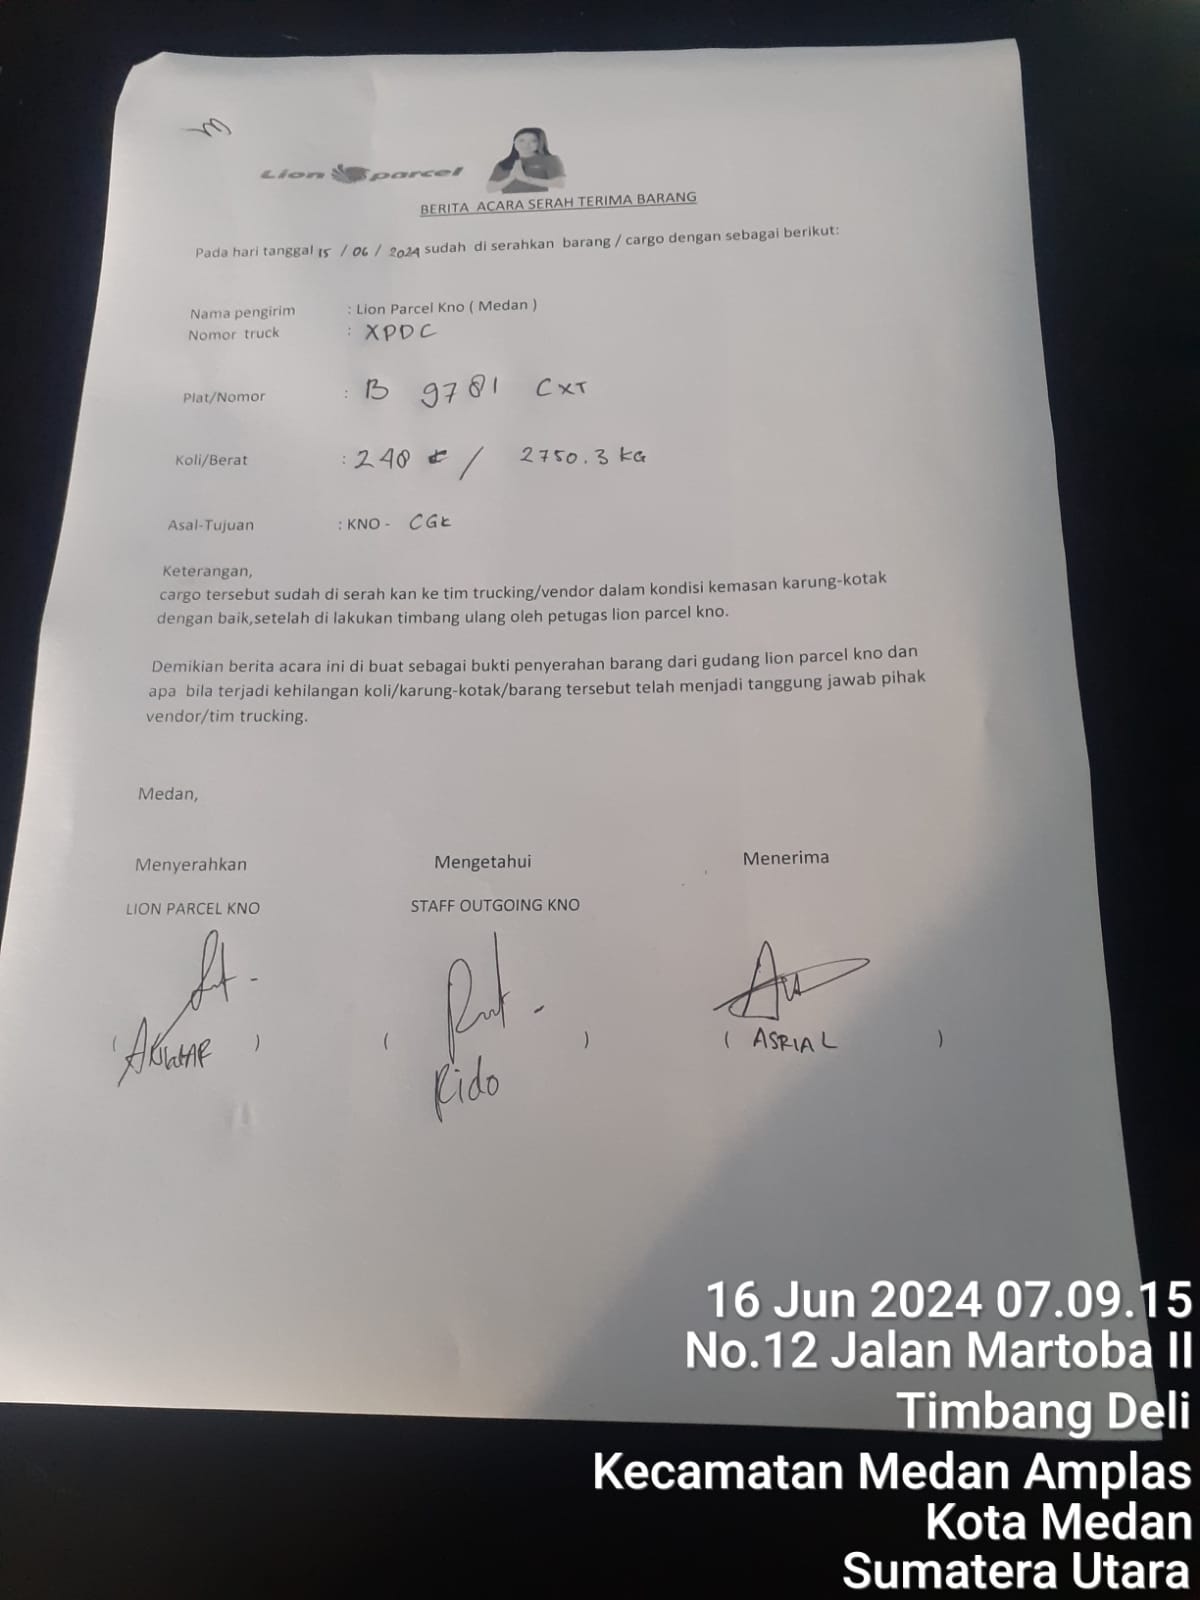 Lion parcel
BERITA ACARA SERAH TERIMA BARANG
Pada hari tanggal 15 / 06 / 2024 sudah di serahkan barang / cargo dengan sebagai berikut:
Nama pengirim : Lion Parcel Kno ( Medan )
Nomor truck : XPDC
Plat/Nomor : B 9781 CXT
Koli/Berat : 240 / 2750.3 KG
Asal-Tujuan : KNO - CGK
Keterangan,
cargo tersebut sudah di serah kan ke tim trucking/vendor dalam kondisi kemasan karung-kotak
dengan baik,setelah di lakukan timbang ulang oleh petugas lion parcel kno.
Demikian berita acara ini di buat sebagai bukti penyerahan barang dari gudang lion parcel kno dan
apa bila terjadi kehilangan koli/karung-kotak/barang tersebut telah menjadi tanggung jawab pihak
vendor/tim trucking.
Medan,
Menyerahkan Mengetahui Menerima
LION PARCEL KNO STAFF OUTGOING KNO
( ) ( ) ( ASRIAL )
Rido
16 Jun 2024 07.09.15
No.12 Jalan Martoba II
Timbang Deli
Kecamatan Medan Amplas
Kota Medan
Sumatera Utara